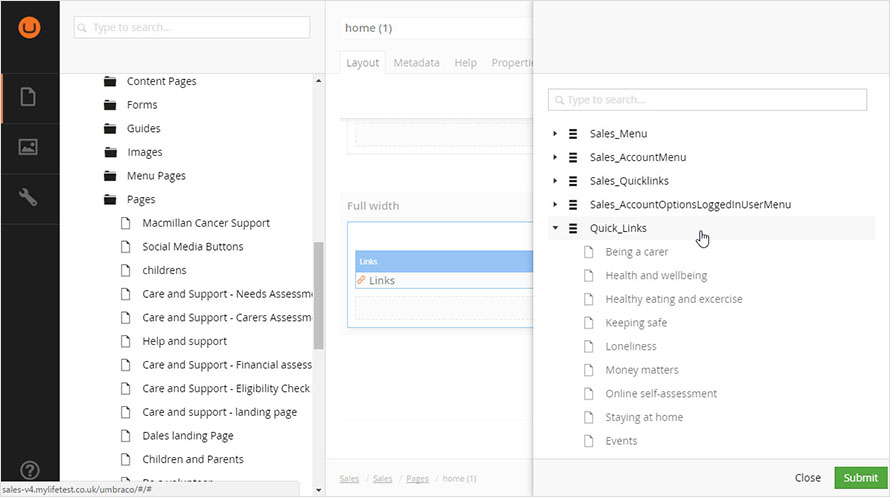 Type to search...
Content Pages
Forms
Guides
Images
Menu Pages
Pages
Macmillan Cancer Support
Social Media Buttons
childrens
Care and Support - Needs Assessm
Care and Support - Carers Assessm
Help and support
Care and Support - Financial assess
Care and Support - Eligibility Check
Care and support - landing page
Dales landing Page
Children and Parents
sales-v4.mylifetest.co.uk/umbraco/#/#
home (1)
Layout Metadata Help Propertie
Full width
Links
Links
Sales / Sales / Pages / home (1)
Type to search...
Sales_Menu
Sales_AccountMenu
Sales_Quicklinks
Sales_AccountOptionsLoggedInUserMenu
Quick_Links
Being a carer
Health and wellbeing
Healthy eating and excercise
Keeping safe
Loneliness
Money matters
Online self-assessment
Staying at home
Events
Close Submit